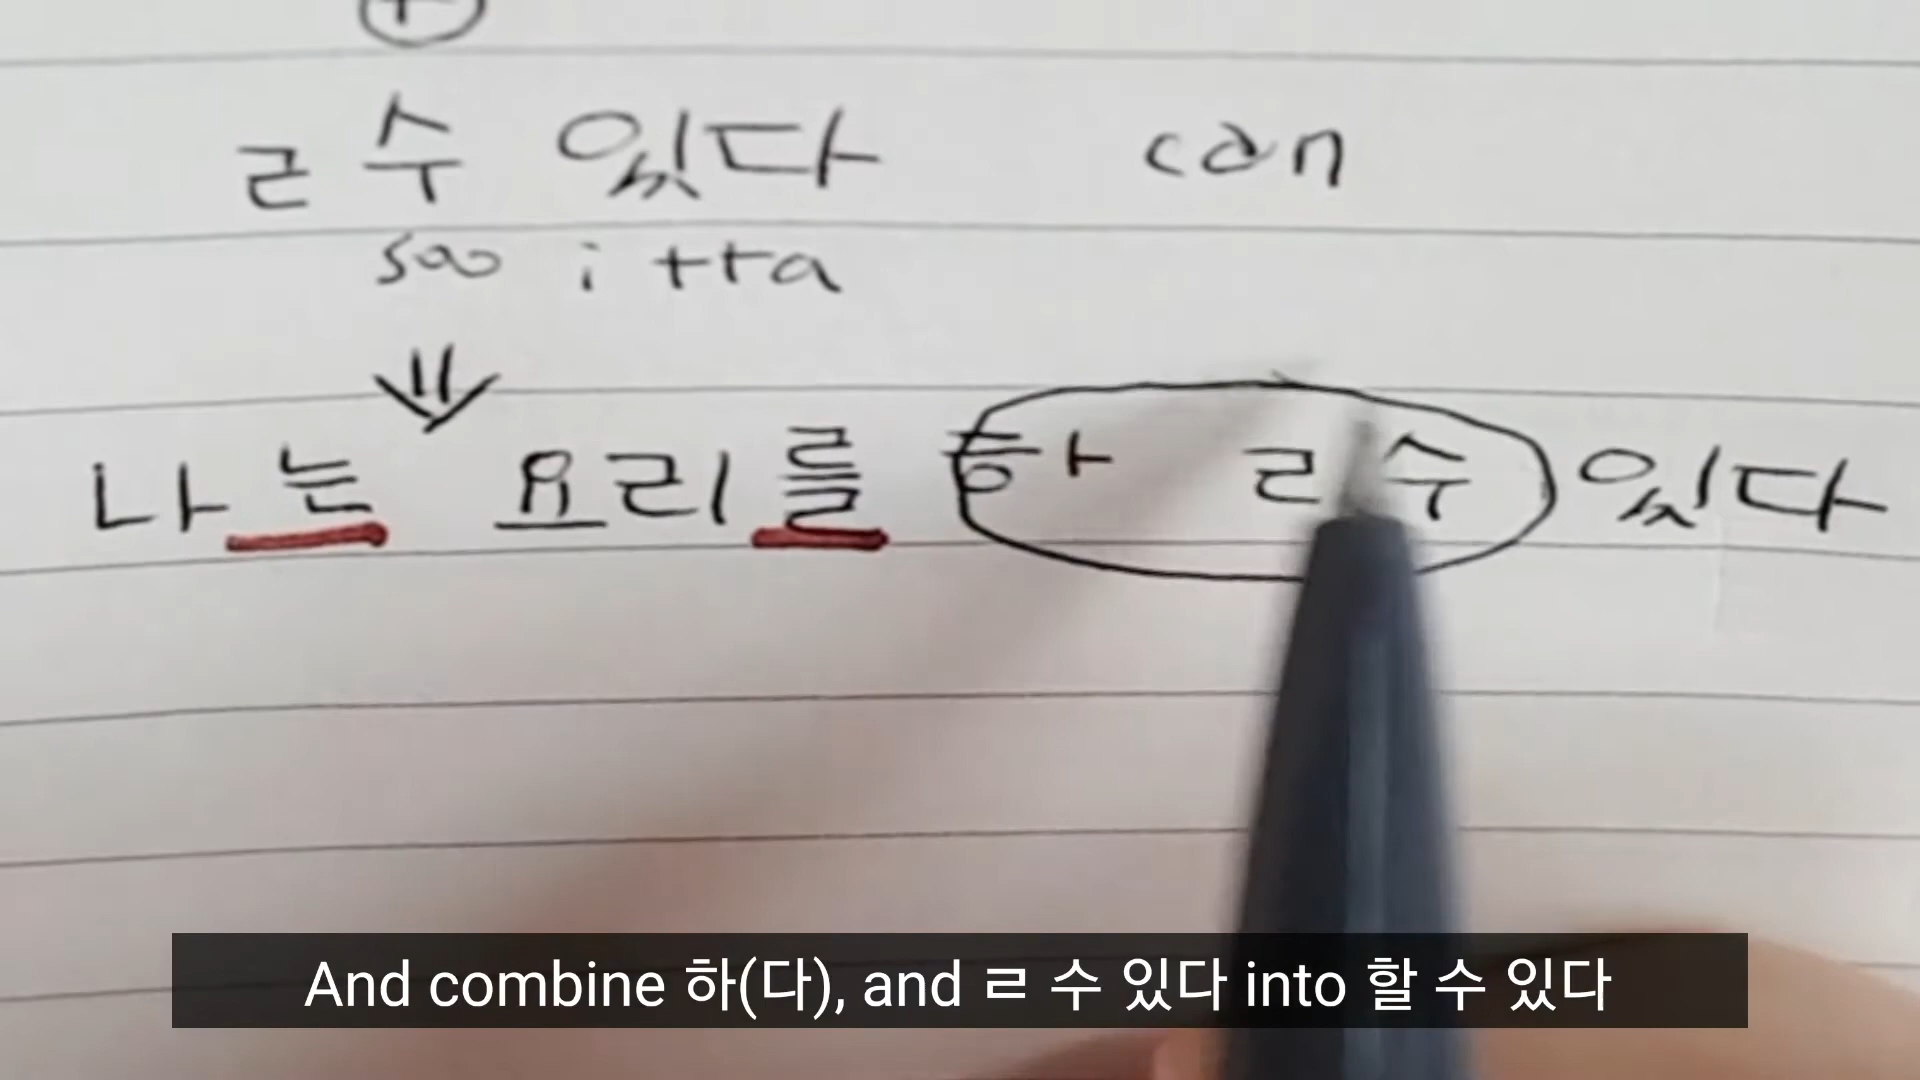 ㄹ 수 있다 can
soo itta
나는 요리를 하 ㄹ 수 있다
And combine 하(다), and ㄹ 수 있다 into 할 수 있다